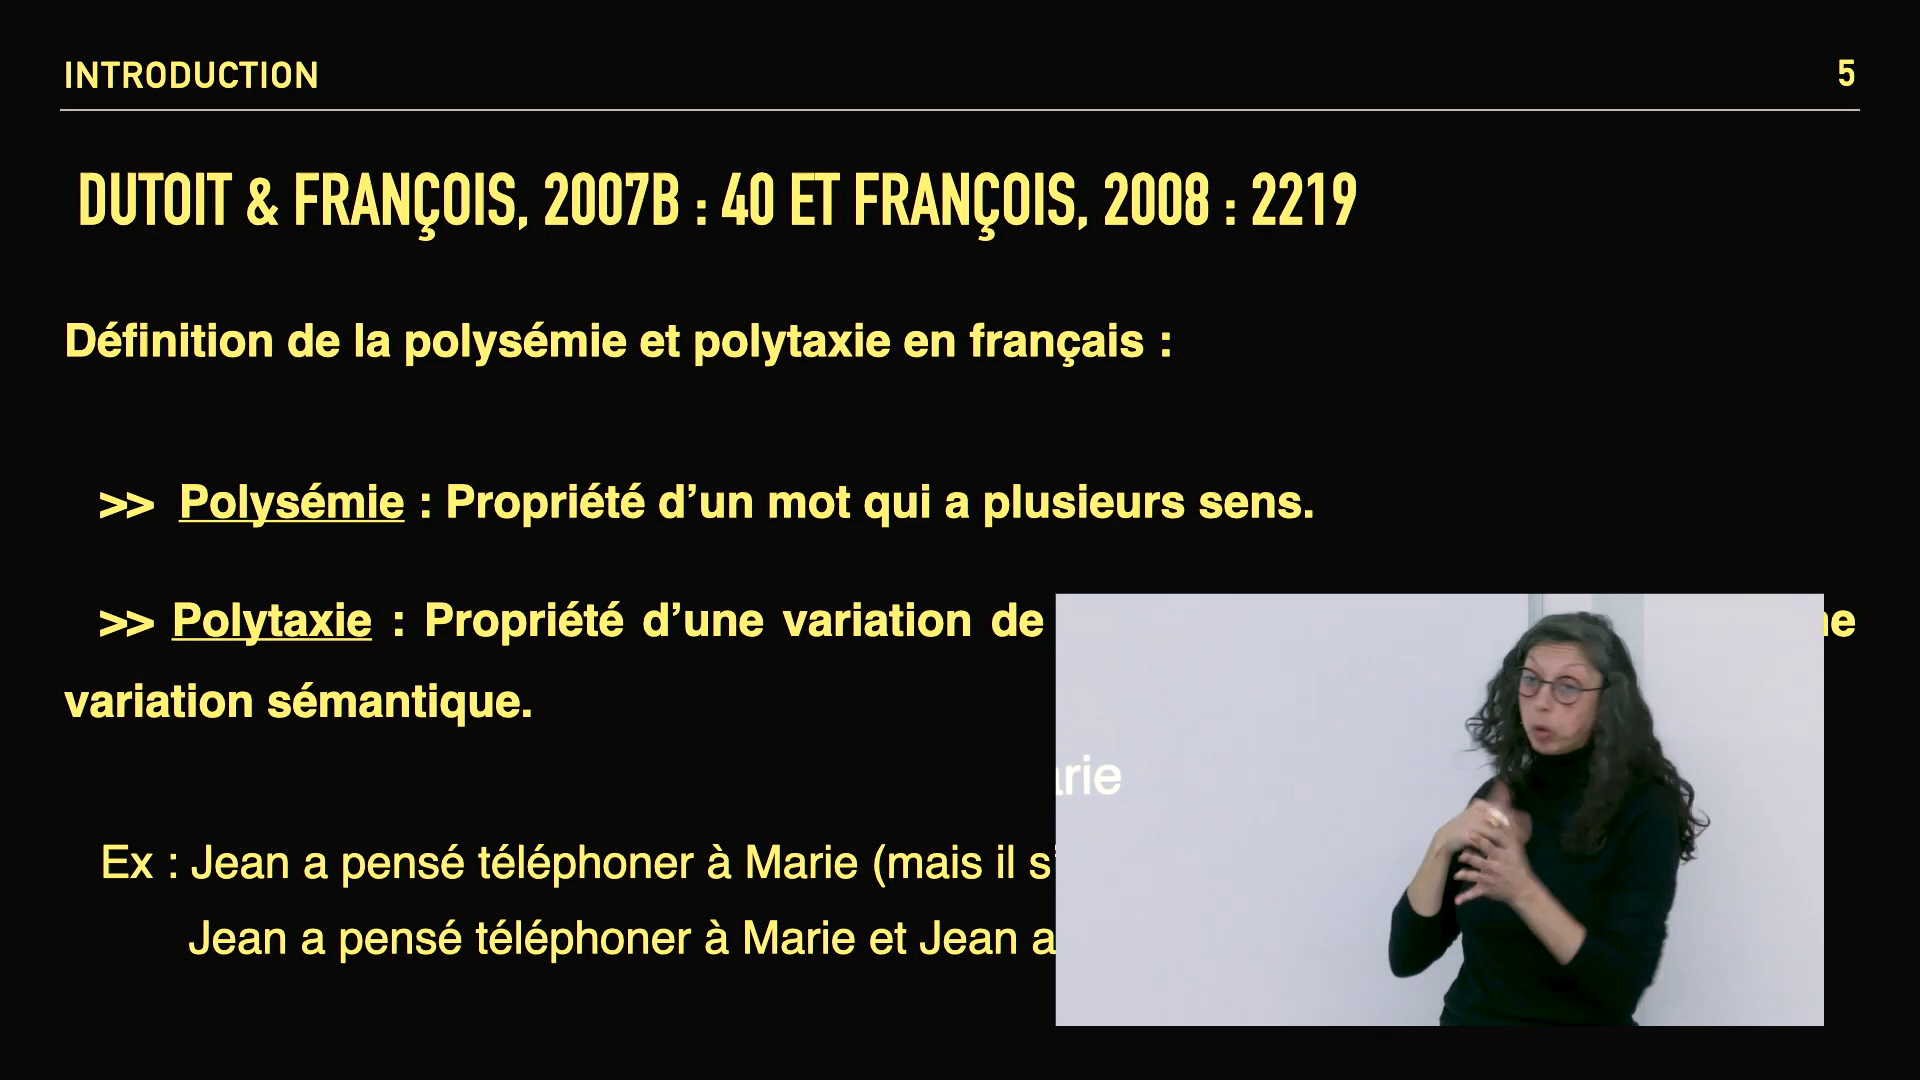 INTRODUCTION
5
DUTOIT & FRANÇOIS, 2007B : 40 ET FRANÇOIS, 2008 : 2219
Définition de la polysémie et polytaxie en français :
>> Polysémie : Propriété d’un mot qui a plusieurs sens.
>> Polytaxie : Propriété d’une variation de
variation sémantique.
Ex : Jean a pensé téléphoner à Marie (mais il s’
Jean a pensé téléphoner à Marie et Jean a